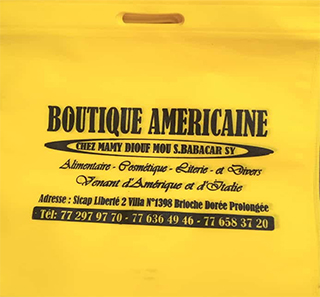 BOUTIQUE AMERICAINE
CHEZ MAMY DIOUF MOU S.BABACAR SY
Alimentaire - Cosmétique - Literie - et Divers
Venant d'Amérique et d'Italie
Adresse : Sicap Liberté 2 Villa N°1398 Brioche Dorée Prolongée
Tél: 77 297 97 70 - 77 636 49 46 - 77 658 37 20